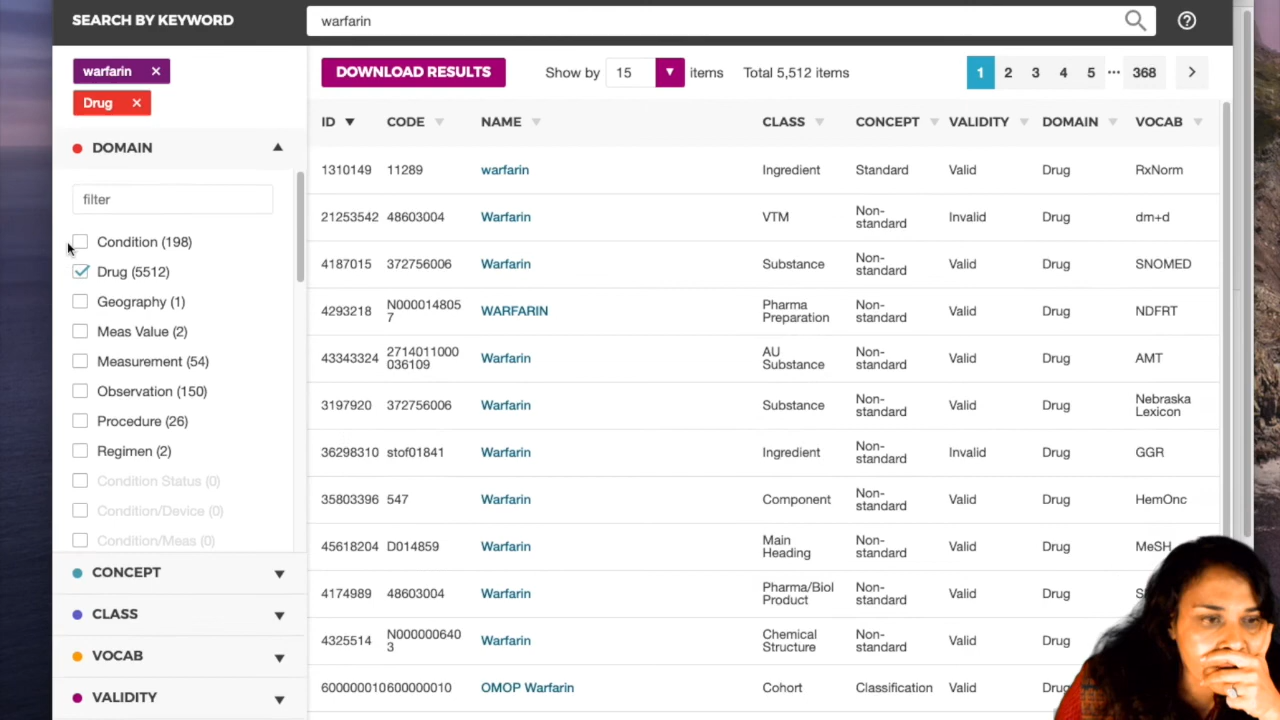 SEARCH BY KEYWORD
warfarin
warfarin ×
Drug ×
DOWNLOAD RESULTS
Show by 15 items Total 5,512 items
1 2 3 4 5 ... 368
DOMAIN
filter
Condition (198)
Drug (5512)
Geography (1)
Meas Value (2)
Measurement (54)
Observation (150)
Procedure (26)
Regimen (2)
Condition Status (0)
Condition/Device (0)
Condition/Meas (0)
CONCEPT
CLASS
VOCAB
VALIDITY
ID CODE NAME CLASS CONCEPT VALIDITY DOMAIN VOCAB
1310149 11289 warfarin Ingredient Standard Valid Drug RxNorm
21253542 48603004 Warfarin VTM Non-standard Invalid Drug dm+d
4187015 372756006 Warfarin Substance Non-standard Valid Drug SNOMED
4293218 N0000148057 WARFARIN Pharma Preparation Non-standard Valid Drug NDFRT
43343324 2714011000036109 Warfarin AU Substance Non-standard Valid Drug AMT
3197920 372756006 Warfarin Substance Non-standard Valid Drug Nebraska Lexicon
36298310 stof01841 Warfarin Ingredient Non-standard Invalid Drug GGR
35803396 547 Warfarin Component Non-standard Valid Drug HemOnc
45618204 D014859 Warfarin Main Heading Non-standard Valid Drug MeSH
4174989 48603004 Warfarin Pharma/Biol Product Non-standard Valid Drug
4325514 N0000006403 Warfarin Chemical Structure Non-standard Valid Drug
600000010 600000010 OMOP Warfarin Cohort Classification Valid Drug